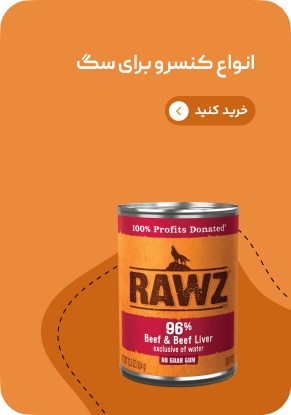 انواع کنسرو برای سگ
خرید کنید
100% Profits Donated*
RAWZ
96%
Beef & Beef Liver
exclusive of water
NO GUAR GUM